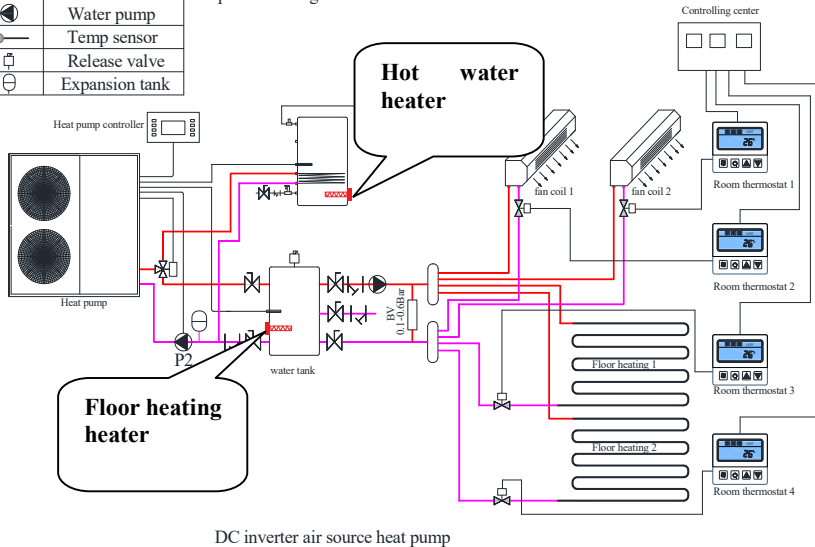 Controlling center
Water pump
Temp sensor
Release valve
Expansion tank
Hot water
heater
Heat pump controller
fan coil 1
fan coil 2
Room thermostat 1
Room thermostat 2
Heat pump
BV
0.1-0.6Bar
P2
water tank
Floor heating 1
Room thermostat 3
Floor heating
heater
Floor heating 2
Room thermostat 4
DC inverter air source heat pump